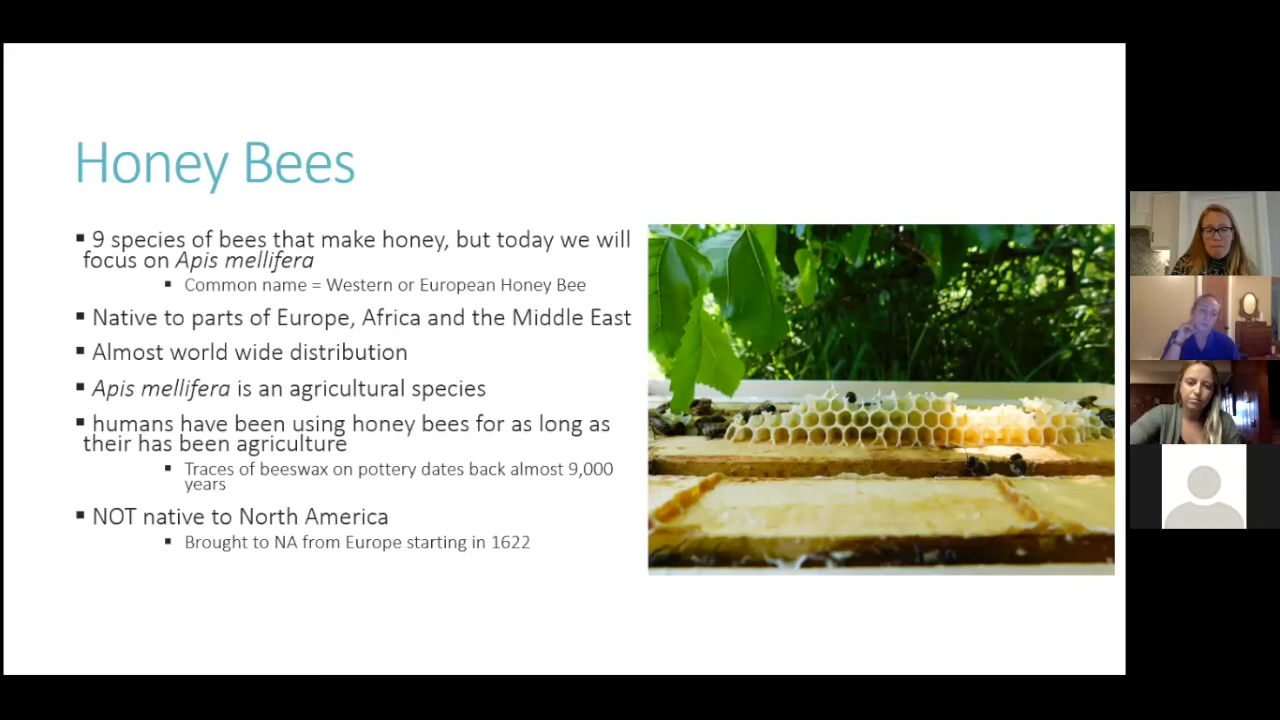 Honey Bees
▪ 9 species of bees that make honey, but today we will
focus on Apis mellifera
▪ Common name = Western or European Honey Bee
▪ Native to parts of Europe, Africa and the Middle East
▪ Almost world wide distribution
▪ Apis mellifera is an agricultural species
▪ humans have been using honey bees for as long as
their has been agriculture
▪ Traces of beeswax on pottery dates back almost 9,000
years
▪ NOT native to North America
▪ Brought to NA from Europe starting in 1622